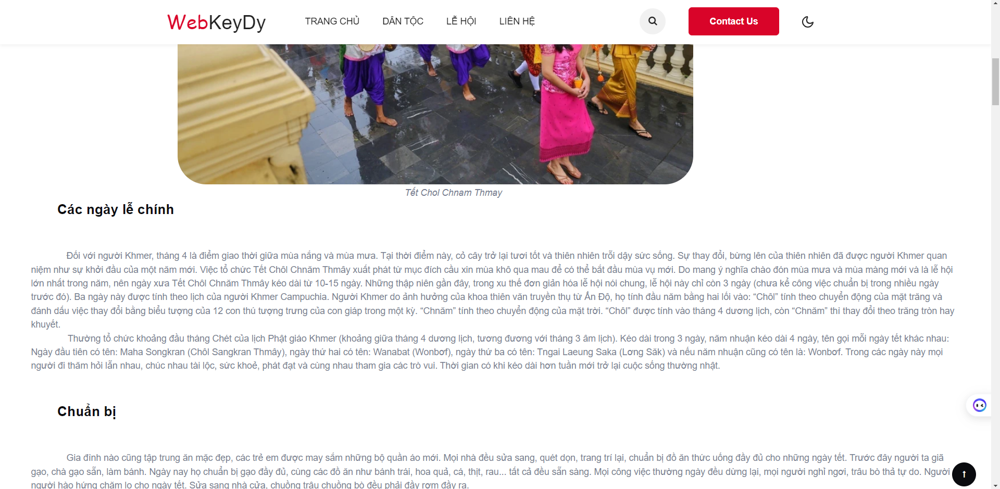 WebKeyDy
TRANG CHỦ
DÂN TỘC
LỄ HỘI
LIÊN HỆ
Contact Us
Tết Chol Chnam Thmay
Các ngày lễ chính
Đối với người Khmer, tháng 4 là điểm giao thời giữa mùa nắng và mùa mưa. Tại thời điểm này, cỏ cây trở lại tươi tốt và thiên nhiên trỗi dậy sức sống. Sự thay đổi, bừng lên của thiên nhiên đã được người Khmer quan
niệm như sự khởi đầu của một năm mới. Việc tổ chức Tết Chôl Chnăm Thmây xuất phát từ mục đích cầu xin mùa khô qua mau để có thể bắt đầu mùa vụ mới. Do mang ý nghĩa chào đón mùa mưa và mùa màng mới và là lễ hội
lớn nhất trong năm, nên ngày xưa Tết Chôl Chnăm Thmây kéo dài từ 10-15 ngày. Những thập niên gần đây, trong xu thế đơn giản hóa lễ hội nói chung, lễ hội này chỉ còn 3 ngày (chưa kể công việc chuẩn bị trong nhiều ngày
trước đó). Ba ngày này được tính theo lịch của người Khmer Campuchia. Người Khmer do ảnh hưởng của khoa thiên văn truyền thụ từ Ấn Độ, họ tính đầu năm bằng hai lối vào: “Chôl” tính theo chuyển động của mặt trăng và
đánh dấu việc thay đổi bằng biểu tượng của 12 con thú tượng trưng của con giáp trong một kỳ. “Chnăm” tính theo chuyển động của mặt trời. “Chôl” được tính vào tháng 4 dương lịch, còn “Chnăm” thì thay đổi theo trăng tròn hay
khuyết.
Thường tổ chức khoảng đầu tháng Chét của lịch Phật giáo Khmer (khoảng giữa tháng 4 dương lịch, tương đương với tháng 3 âm lịch). Kéo dài trong 3 ngày, năm nhuận kéo dài 4 ngày, tên gọi mỗi ngày tết khác nhau:
Ngày đầu tiên có tên: Maha Songkran (Chôl Sangkran Thmây), ngày thứ hai có tên: Wanabat (Wonbơf), ngày thứ ba có tên: Tngai Laeung Saka (Lơng Săk) và nếu năm nhuận cũng có tên là: Wonbơf. Trong các ngày này mọi
người đi thăm hỏi lẫn nhau, chúc nhau tài lộc, sức khoẻ, phát đạt và cùng nhau tham gia các trò vui. Thời gian có khi kéo dài hơn tuần mới trở lại cuộc sống thường nhật.
Chuẩn bị
Gia đình nào cũng tập trung ăn mặc đẹp, các trẻ em được may sắm những bộ quần áo mới. Mọi nhà đều sửa sang, quét dọn, trang trí lại, chuẩn bị đồ ăn thức uống đầy đủ cho những ngày tết. Trước đây người ta giã
gạo, chà gạo sẵn, làm bánh. Ngày nay họ chuẩn bị gạo đầy đủ, cùng các đồ ăn như bánh trái, hoa quả, cá, thịt, rau... tất cả đều sẵn sàng. Mọi công việc thường ngày đều dừng lại, mọi người nghỉ ngơi, trâu bò thả tự do. Người
người hào hứng chăm lo cho ngày tết. Sửa sang nhà cửa, chuồng trâu chuồng bò đều phải đầy rơm đầy ra.